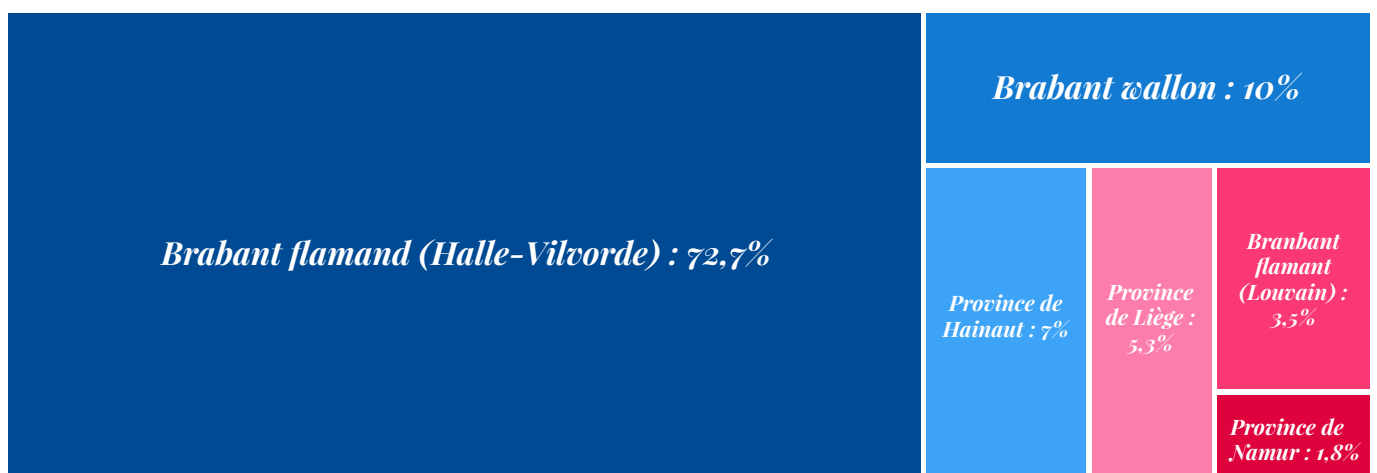 Brabant flamand (Halle-Vilvorde) : 72,7%
Brabant wallon : 10%
Province de
Hainaut : 7%
Province
de Liège :
5,3%
Branbant
flamant
(Louvain) :
3,5%
Province de
Namur : 1,8%